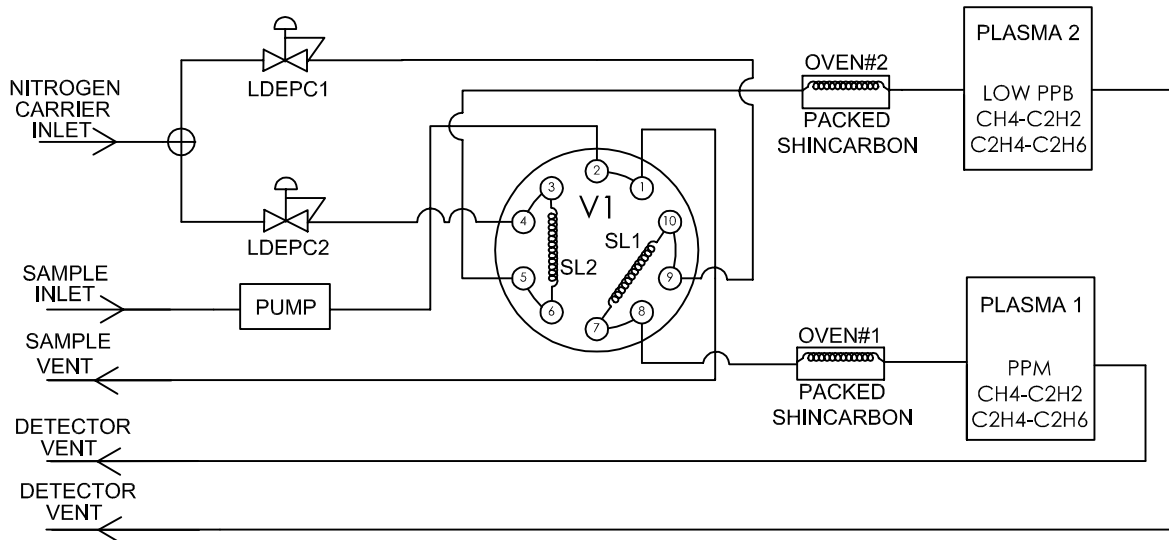 NITROGEN
CARRIER
INLET
LDEPC1
LDEPC2
SAMPLE
INLET
PUMP
SAMPLE
VENT
DETECTOR
VENT
DETECTOR
VENT
V1
2
1
3
10
4
SL1
SL2
5
9
6
7
8
OVEN#2
PACKED
SHINCARBON
PLASMA 2
LOW PPB
CH4-C2H2
C2H4-C2H6
OVEN#1
PACKED
SHINCARBON
PLASMA 1
PPM
CH4-C2H2
C2H4-C2H6